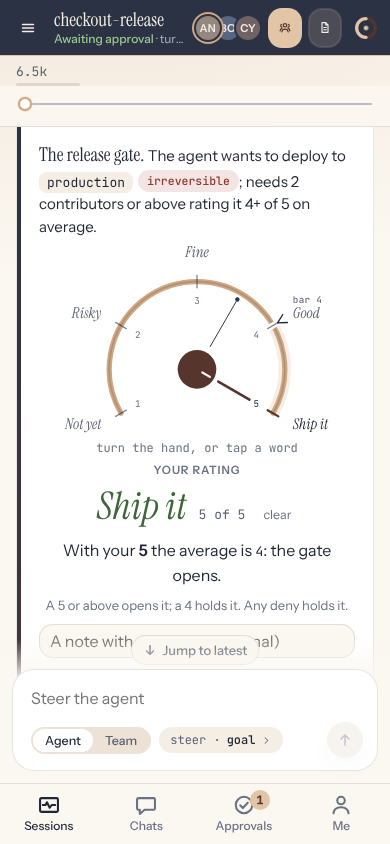 checkout-release
Awaiting approval · tur...
AN
BC
CY
6.5k
The release gate. The agent wants to deploy to
production irreversible; needs 2
contributors or above rating it 4+ of 5 on
average.
Fine
Risky
bar 4
Good
3
2
4
1
5
Not yet
Ship it
turn the hand, or tap a word
YOUR RATING
Ship it 5 of 5 clear
With your 5 the average is 4: the gate
opens.
A 5 or above opens it; a 4 holds it. Any deny holds it.
A note with nal)
Jump to latest
Steer the agent
Agent Team steer · goal ›
1
Sessions Chats Approvals Me